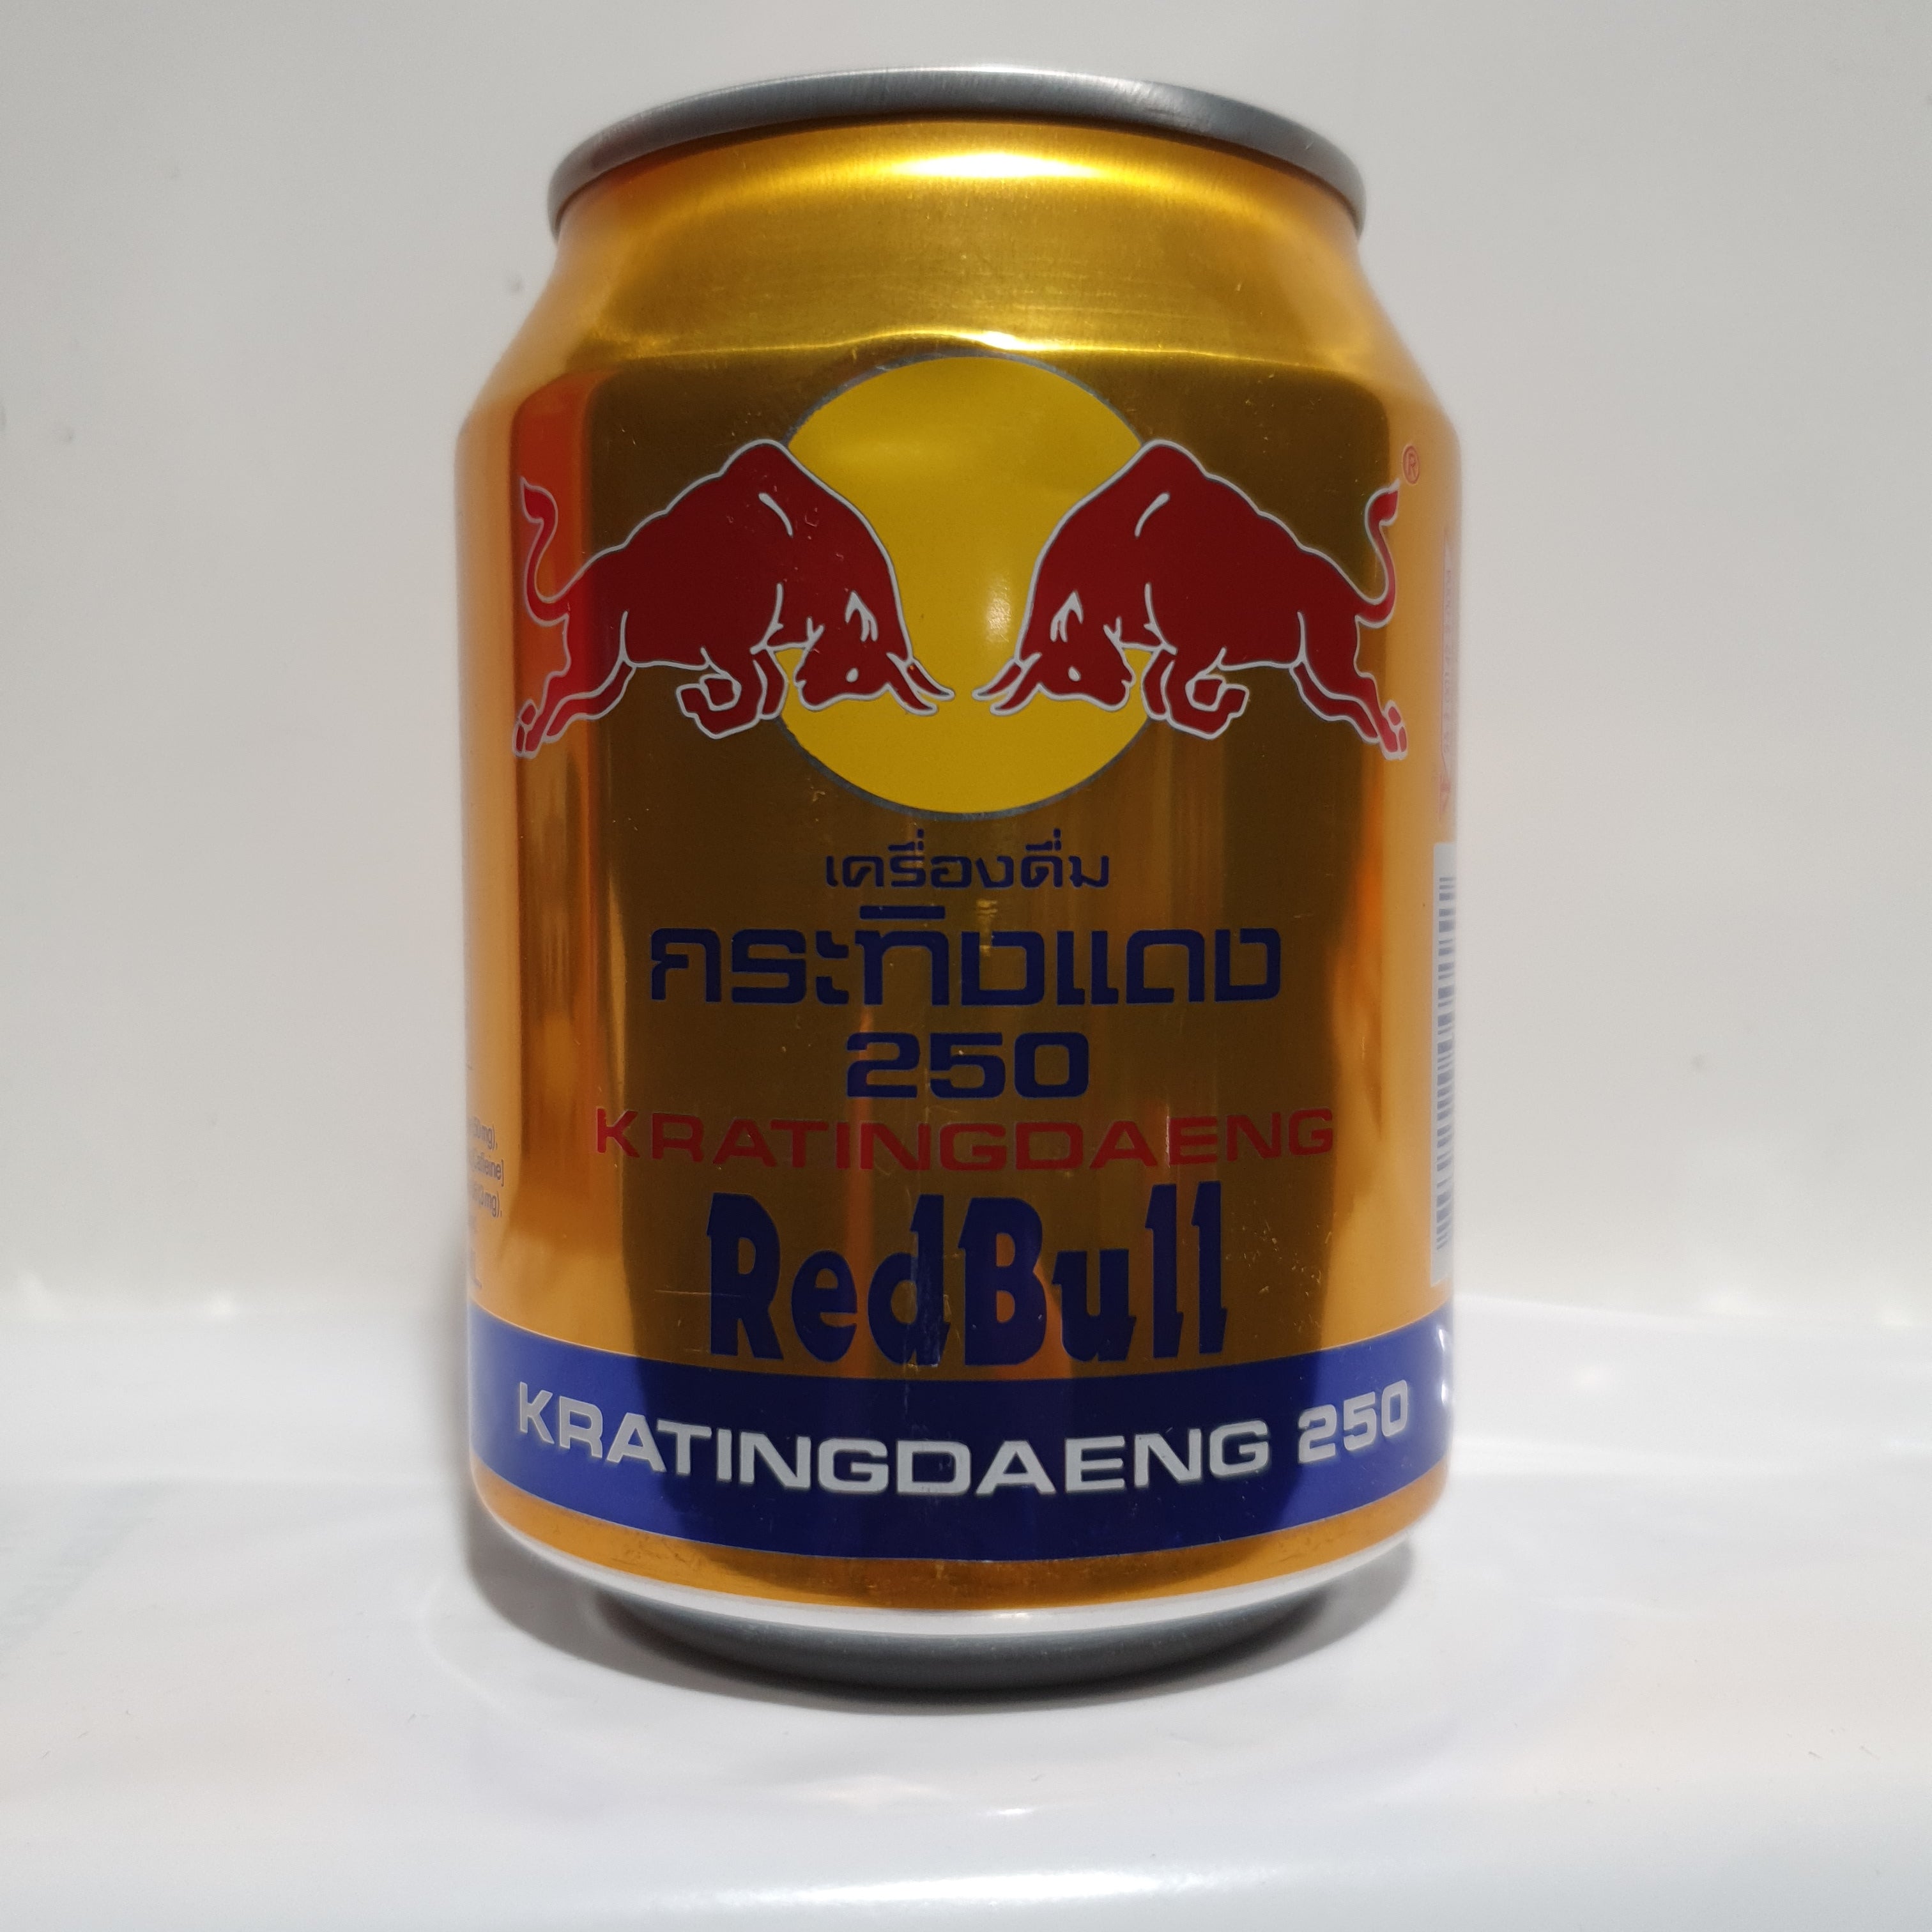 ®
เครื่องดื่ม
กระทิงแดง
250
KRATINGDAENG
RedBull
KRATINGDAENG 250